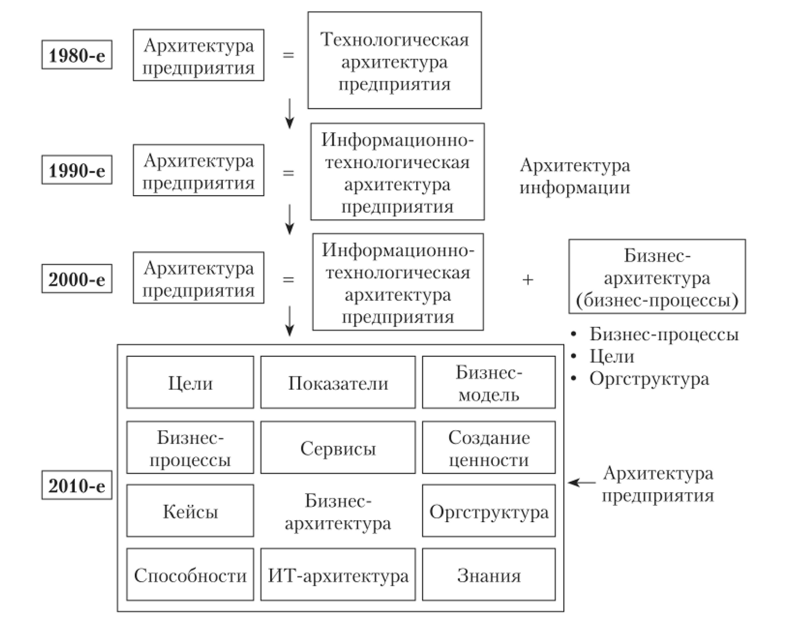 1980-е
Архитектура
предприятия
=
Технологическая
архитектура
предприятия
1990-е
Архитектура
предприятия
=
Информационно-
технологическая
архитектура
предприятия
Архитектура
информации
2000-е
Архитектура
предприятия
=
Информационно-
технологическая
архитектура
предприятия
+
Бизнес-
архитектура
(бизнес-процессы)
• Бизнес-процессы
• Цели
• Оргструктура
2010-е
Цели
Показатели
Бизнес-
модель
Бизнес-
процессы
Сервисы
Создание
ценности
Кейсы
Бизнес-
архитектура
Оргструктура
Способности
ИТ-архитектура
Знания
Архитектура
предприятия